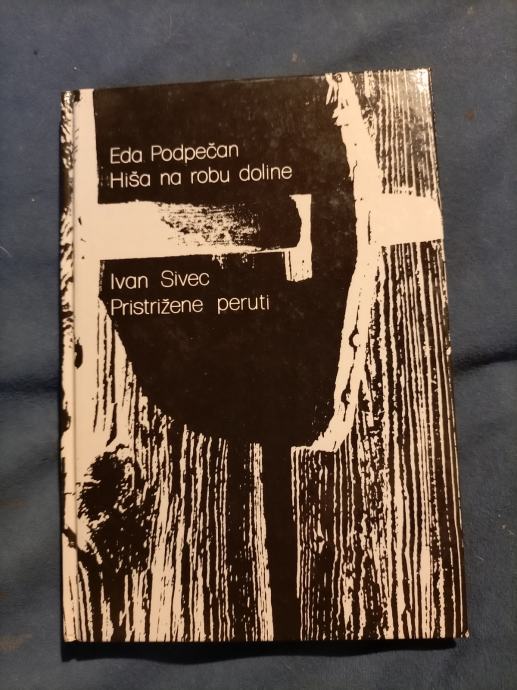 Eda Podpečan
Hiša na robu doline
Ivan Sivec
Pristrižene peruti